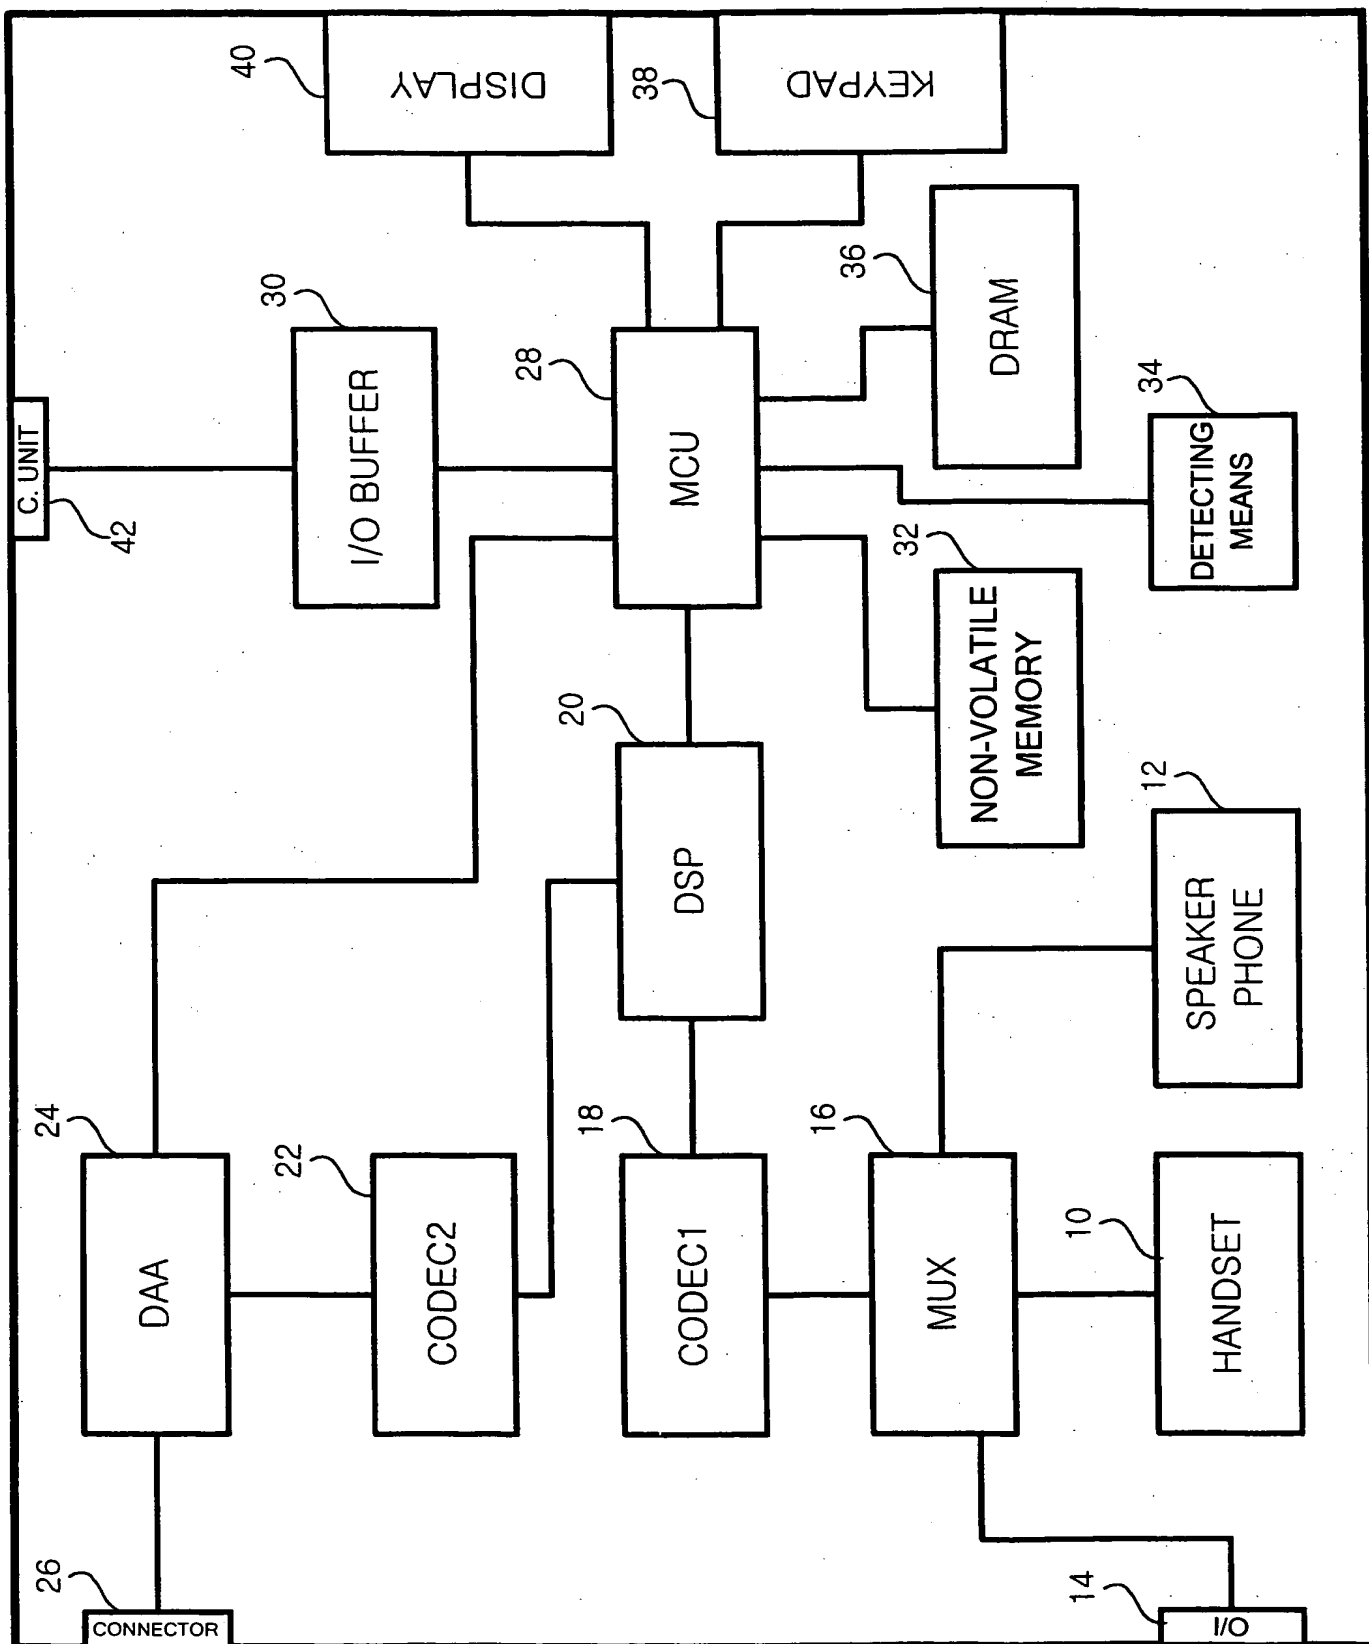 40
DISPLAY
38
KEYPAD
30
I/O BUFFER
28
MCU
36
DRAM
C. UNIT
42
34
DETECTING
MEANS
32
NON-VOLATILE
MEMORY
20
DSP
12
SPEAKER
PHONE
24
DAA
22
CODEC2
18
CODEC1
16
MUX
10
HANDSET
26
CONNECTOR
14
I/O